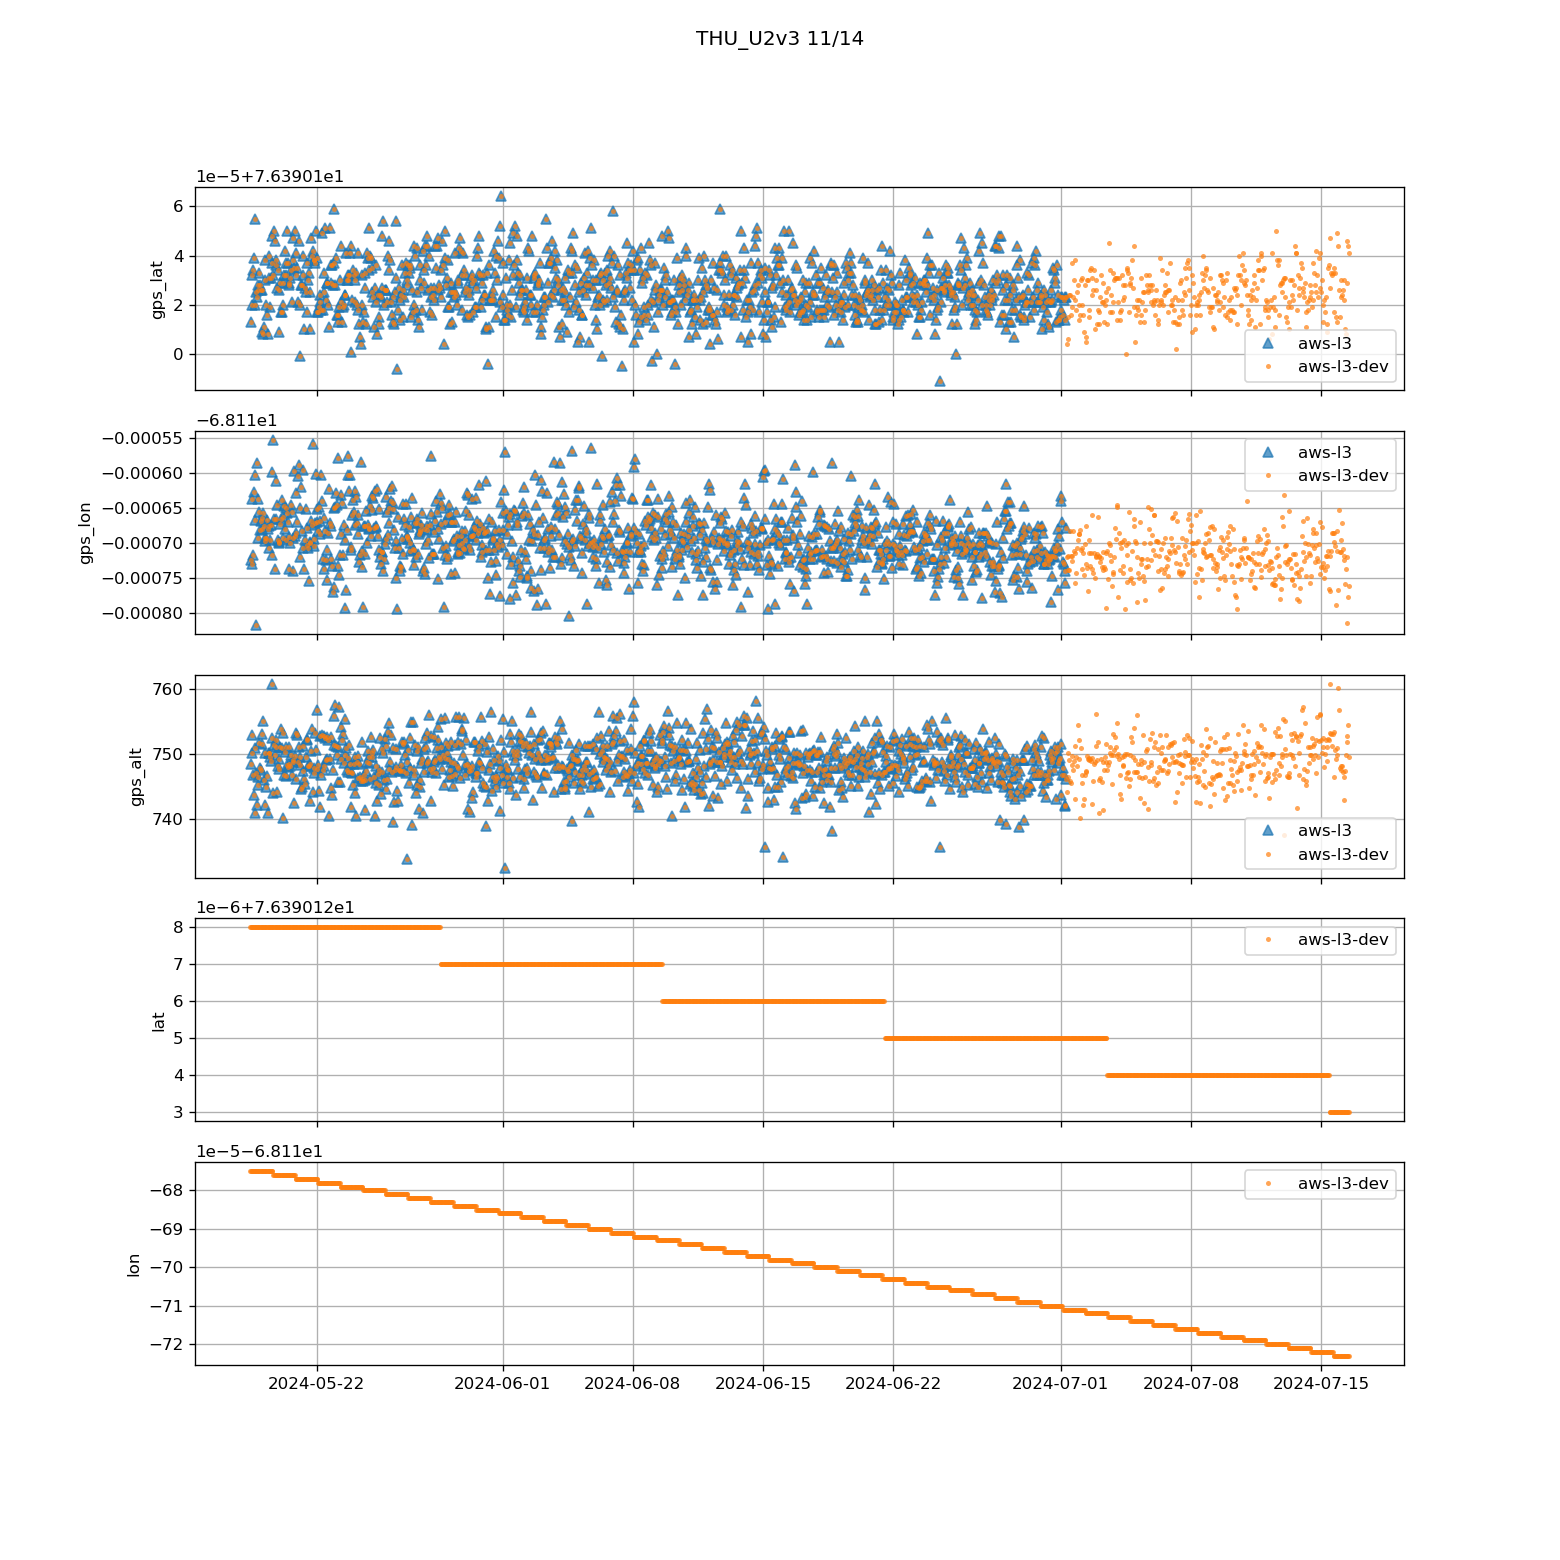 THU_U2v3 11/14
1e−5+7.63901e1
6
4
2
0
gps_lat
aws-l3
aws-l3-dev
−6.811e1
−0.00055
−0.00060
−0.00065
−0.00070
−0.00075
−0.00080
gps_lon
aws-l3
aws-l3-dev
760
750
740
gps_alt
aws-l3
aws-l3-dev
1e−6+7.639012e1
8
7
6
5
4
3
lat
aws-l3-dev
1e−5−6.811e1
−68
−69
−70
−71
−72
lon
aws-l3-dev
2024-05-22 2024-06-01 2024-06-08 2024-06-15 2024-06-22 2024-07-01 2024-07-08 2024-07-15